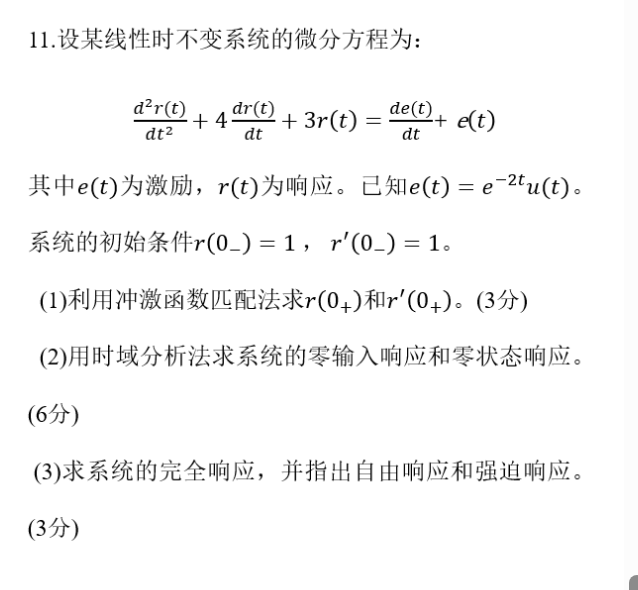 11.设某线性时不变系统的微分方程为：
d²r(t)/dt² + 4 dr(t)/dt + 3r(t) = de(t)/dt + e(t)
其中e(t)为激励，r(t)为响应。已知e(t) = e⁻²ᵗu(t)。
系统的初始条件r(0₋) = 1， r′(0₋) = 1。
(1)利用冲激函数匹配法求r(0₊)和r′(0₊)。(3分)
(2)用时域分析法求系统的零输入响应和零状态响应。
(6分)
(3)求系统的完全响应，并指出自由响应和强迫响应。
(3分)